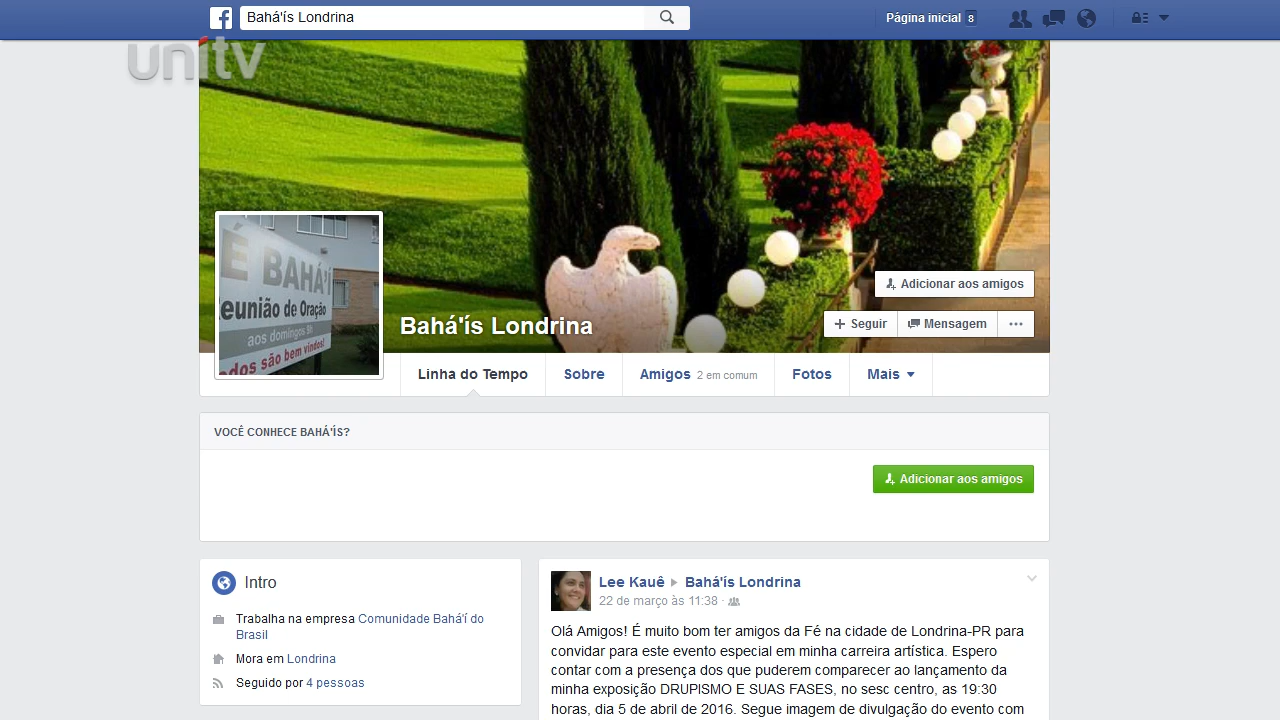 Bahá'ís Londrina
Página inicial 8
unitv
É BAHÁ'Í
eunião de Oração
aos domingos 9h
odos são bem vindos!
Bahá'ís Londrina
Adicionar aos amigos
Seguir
Mensagem
Linha do Tempo
Sobre
Amigos 2 em comum
Fotos
Mais
VOCÊ CONHECE BAHÁ'ÍS?
Adicionar aos amigos
Intro
Trabalha na empresa Comunidade Bahá'í do
Brasil
Mora em Londrina
Seguido por 4 pessoas
Lee Kauê Bahá'ís Londrina
22 de março às 11:38 ·
Olá Amigos! É muito bom ter amigos da Fé na cidade de Londrina-PR para
convidar para este evento especial em minha carreira artística. Espero
contar com a presença dos que puderem comparecer ao lançamento da
minha exposição DRUPISMO E SUAS FASES, no sesc centro, as 19:30
horas, dia 5 de abril de 2016. Segue imagem de divulgação do evento com